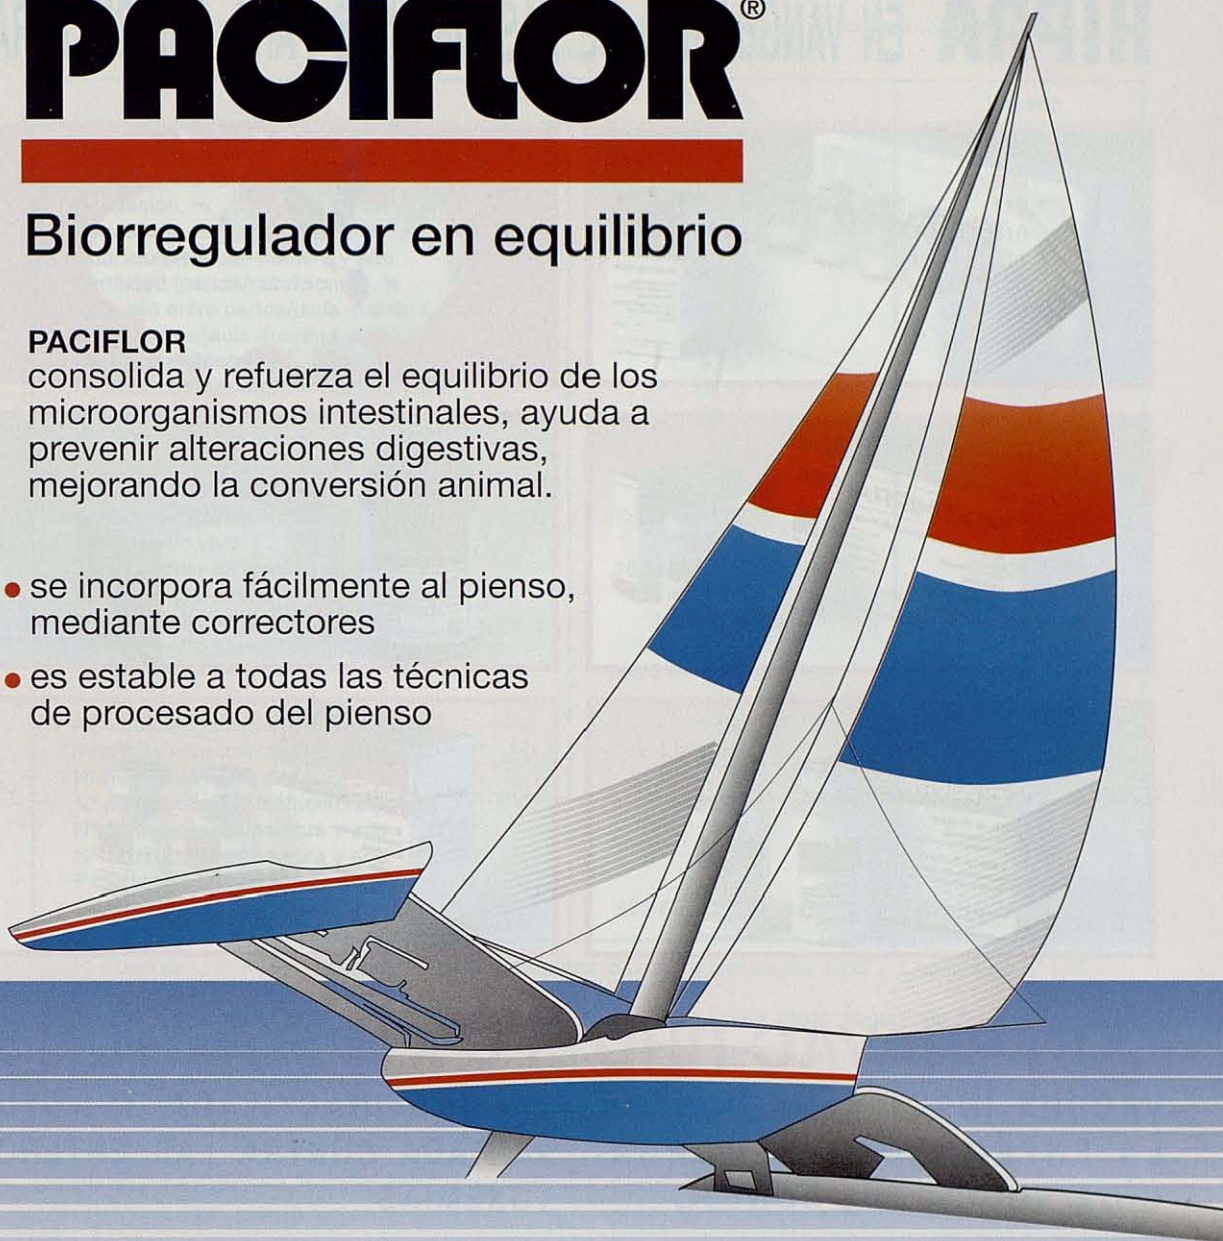 PACIFLOR®
Biorregulador en equilibrio
PACIFLOR
consolida y refuerza el equilibrio de los
microorganismos intestinales, ayuda a
prevenir alteraciones digestivas,
mejorando la conversión animal.
• se incorpora fácilmente al pienso,
mediante correctores
• es estable a todas las técnicas
de procesado del pienso